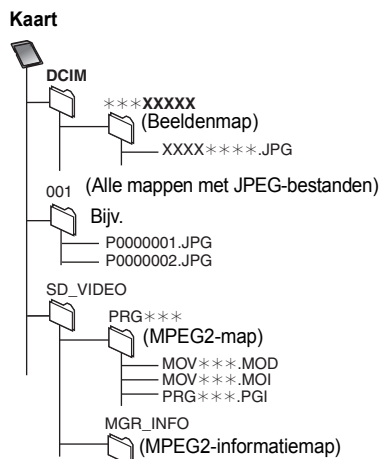 Kaart
DCIM
∗∗∗XXXXX
(Beeldenmap)
XXXX∗∗∗∗.JPG
001 (Alle mappen met JPEG-bestanden)
Bijv.
P0000001.JPG
P0000002.JPG
SD_VIDEO
PRG∗∗∗
(MPEG2-map)
MOV∗∗∗.MOD
MOV∗∗∗.MOI
PRG∗∗∗.PGI
MGR_INFO
(MPEG2-informatiemap)